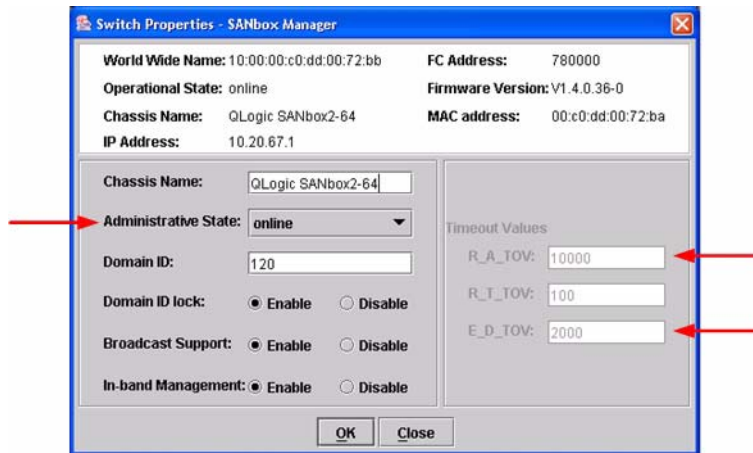 Switch Properties - SANbox Manager
World Wide Name: 10:00:00:c0:dd:00:72:bb
FC Address: 780000
Operational State: online
Firmware Version: V1.4.0.36-0
Chassis Name: QLogic SANbox2-64
MAC address: 00:c0:dd:00:72:ba
IP Address: 10.20.67.1
Chassis Name: QLogic SANbox2-64
Administrative State: online
Domain ID: 120
Domain ID lock: Enable Disable
Broadcast Support: Enable Disable
In-band Management: Enable Disable
Timeout Values
R_A_TOV: 10000
R_T_TOV: 100
E_D_TOV: 2000
OK Close